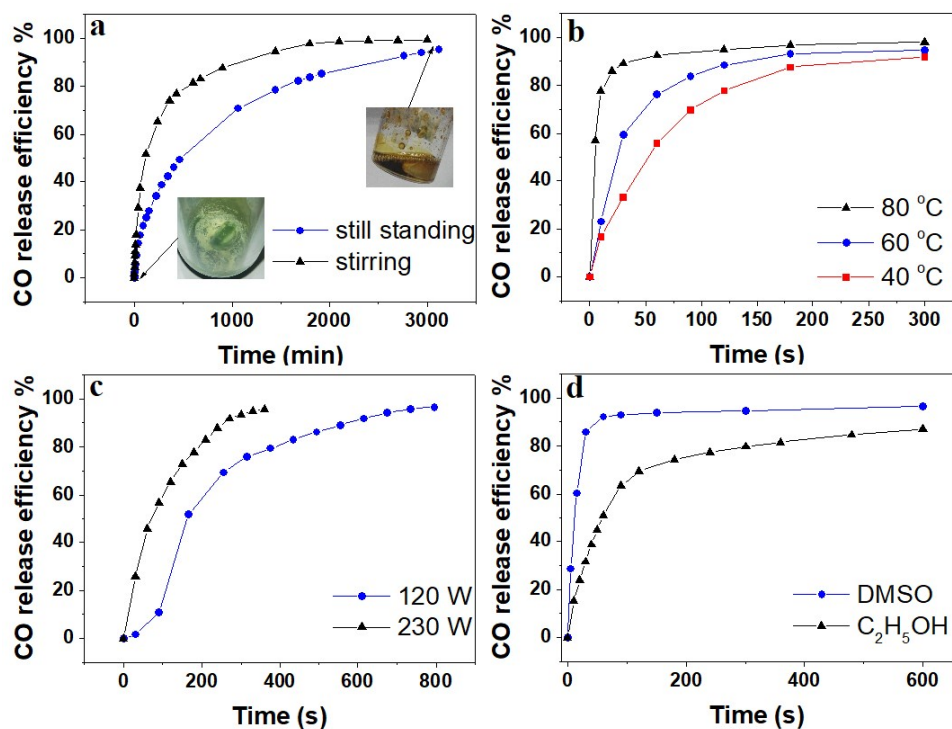 a
CO release efficiency %
100
80
60
40
20
0
still standing
stirring
0 1000 2000 3000
Time (min)
b
CO release efficiency %
100
80
60
40
20
0
80 °C
60 °C
40 °C
0 50 100 150 200 250 300
Time (s)
c
CO release efficiency %
100
80
60
40
20
0
120 W
230 W
0 200 400 600 800
Time (s)
d
CO release efficiency %
100
80
60
40
20
0
DMSO
C₂H₅OH
0 200 400 600
Time (s)